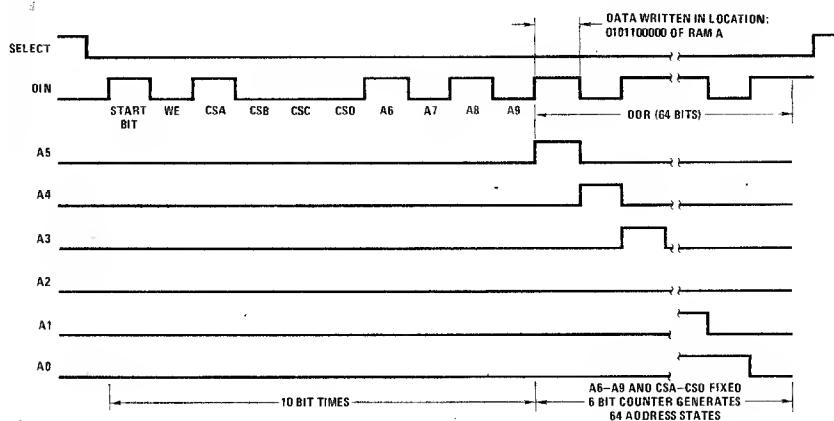 DATA WRITTEN IN LOCATION:
0101100000 OF RAM A
SELECT
DIN
START
BIT
WE
CSA
CSB
CSC
CSD
A6
A7
A8
A9
DDR (64 BITS)
A5
A4
A3
A2
A1
A0
10 BIT TIMES
A6–A9 AND CSA–CSD FIXED
6 BIT COUNTER GENERATES
64 ADDRESS STATES